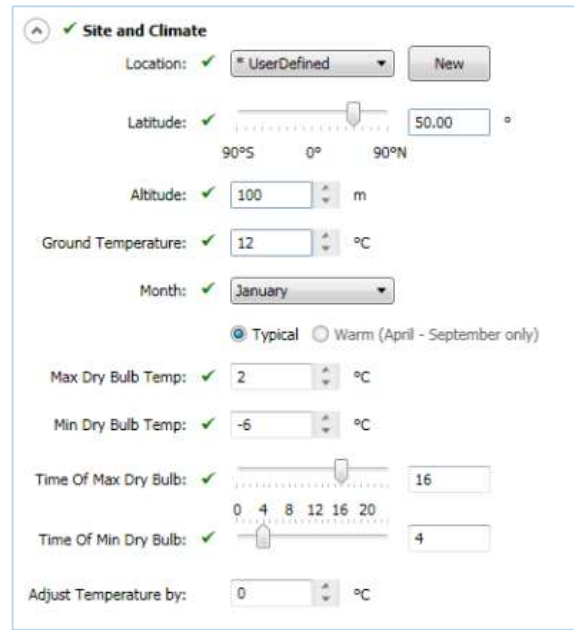 Site and Climate
Location: * UserDefined New
Latitude: 50.00 °
90°S 0° 90°N
Altitude: 100 m
Ground Temperature: 12 °C
Month: January
Typical Warm (April - September only)
Max Dry Bulb Temp: 2 °C
Min Dry Bulb Temp: -6 °C
Time Of Max Dry Bulb: 16
0 4 8 12 16 20
Time Of Min Dry Bulb: 4
Adjust Temperature by: 0 °C